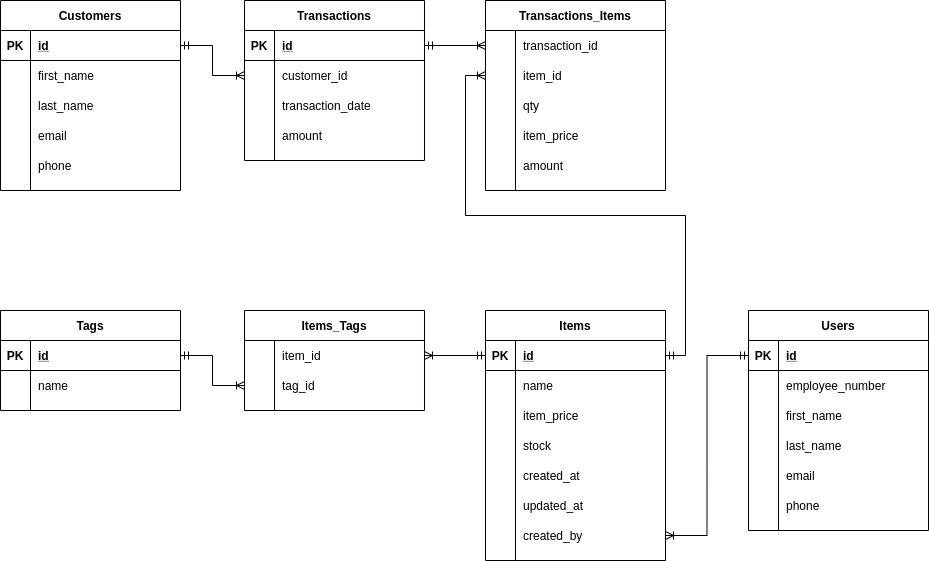 Customers
PK id
first_name
last_name
email
phone
Transactions
PK id
customer_id
transaction_date
amount
Transactions_Items
transaction_id
item_id
qty
item_price
amount
Tags
PK id
name
Items_Tags
item_id
tag_id
Items
PK id
name
item_price
stock
created_at
updated_at
created_by
Users
PK id
employee_number
first_name
last_name
email
phone